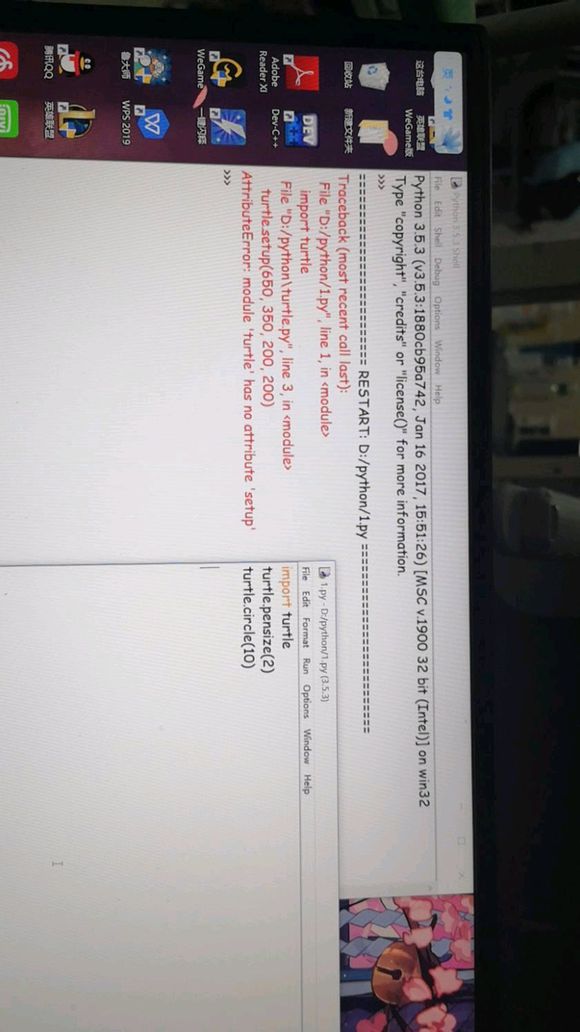 Python 3.5.3 Shell
File Edit Shell Debug Options Window Help
Python 3.5.3 (v3.5.3:1880cb95a742, Jan 16 2017, 15:51:26) [MSC v.1900 32 bit (Intel)] on win32
Type "copyright", "credits" or "license()" for more information.
>>>
========================= RESTART: D:/python/1.py =========================
Traceback (most recent call last):
File "D:/python/1.py", line 1, in <module>
import turtle
File "D:/python\turtle.py", line 3, in <module>
turtle.setup(650, 350, 200, 200)
AttributeError: module 'turtle' has no attribute 'setup'
>>>
1.py - D:/python/1.py (3.5.3)
File Edit Format Run Options Window Help
import turtle
turtle.pensize(2)
turtle.circle(10)
英
这台电脑
英雄联盟
WeGame版
回收站
新建文件夹
Adobe
Reader XI
DEV
Dev-C++
WeGame
一键闪屏
鲁大师
W
WPS 2019
腾讯QQ
英雄联盟